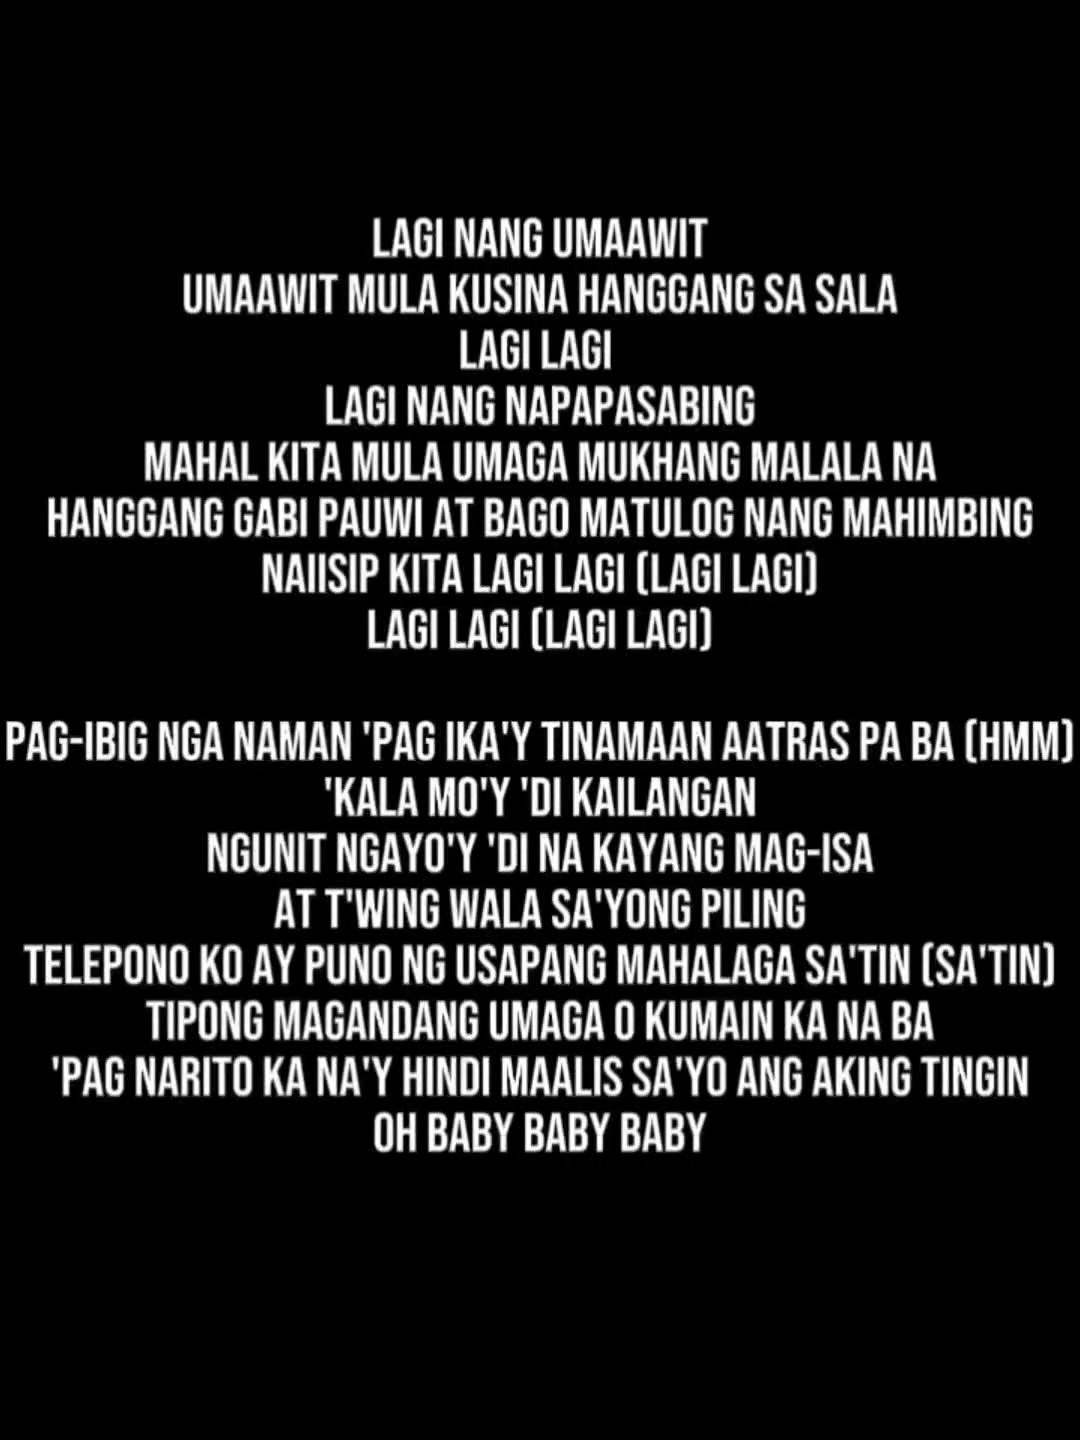 LAGI NANG UMAAWIT
UMAAWIT MULA KUSINA HANGGANG SA SALA
LAGI LAGI
LAGI NANG NAPAPASABING
MAHAL KITA MULA UMAGA MUKHANG MALALA NA
HANGGANG GABI PAUWI AT BAGO MATULOG NANG MAHIMBING
NAIISIP KITA LAGI LAGI (LAGI LAGI)
LAGI LAGI (LAGI LAGI)
PAG-IBIG NGA NAMAN 'PAG IKA'Y TINAMAAN AATRAS PA BA (HMM)
'KALA MO'Y 'DI KAILANGAN
NGUNIT NGAYO'Y 'DI NA KAYANG MAG-ISA
AT T'WING WALA SA'YONG PILING
TELEPONO KO AY PUNO NG USAPANG MAHALAGA SA'TIN (SA'TIN)
TIPONG MAGANDANG UMAGA O KUMAIN KA NA BA
'PAG NARITO KA NA'Y HINDI MAALIS SA'YO ANG AKING TINGIN
OH BABY BABY BABY